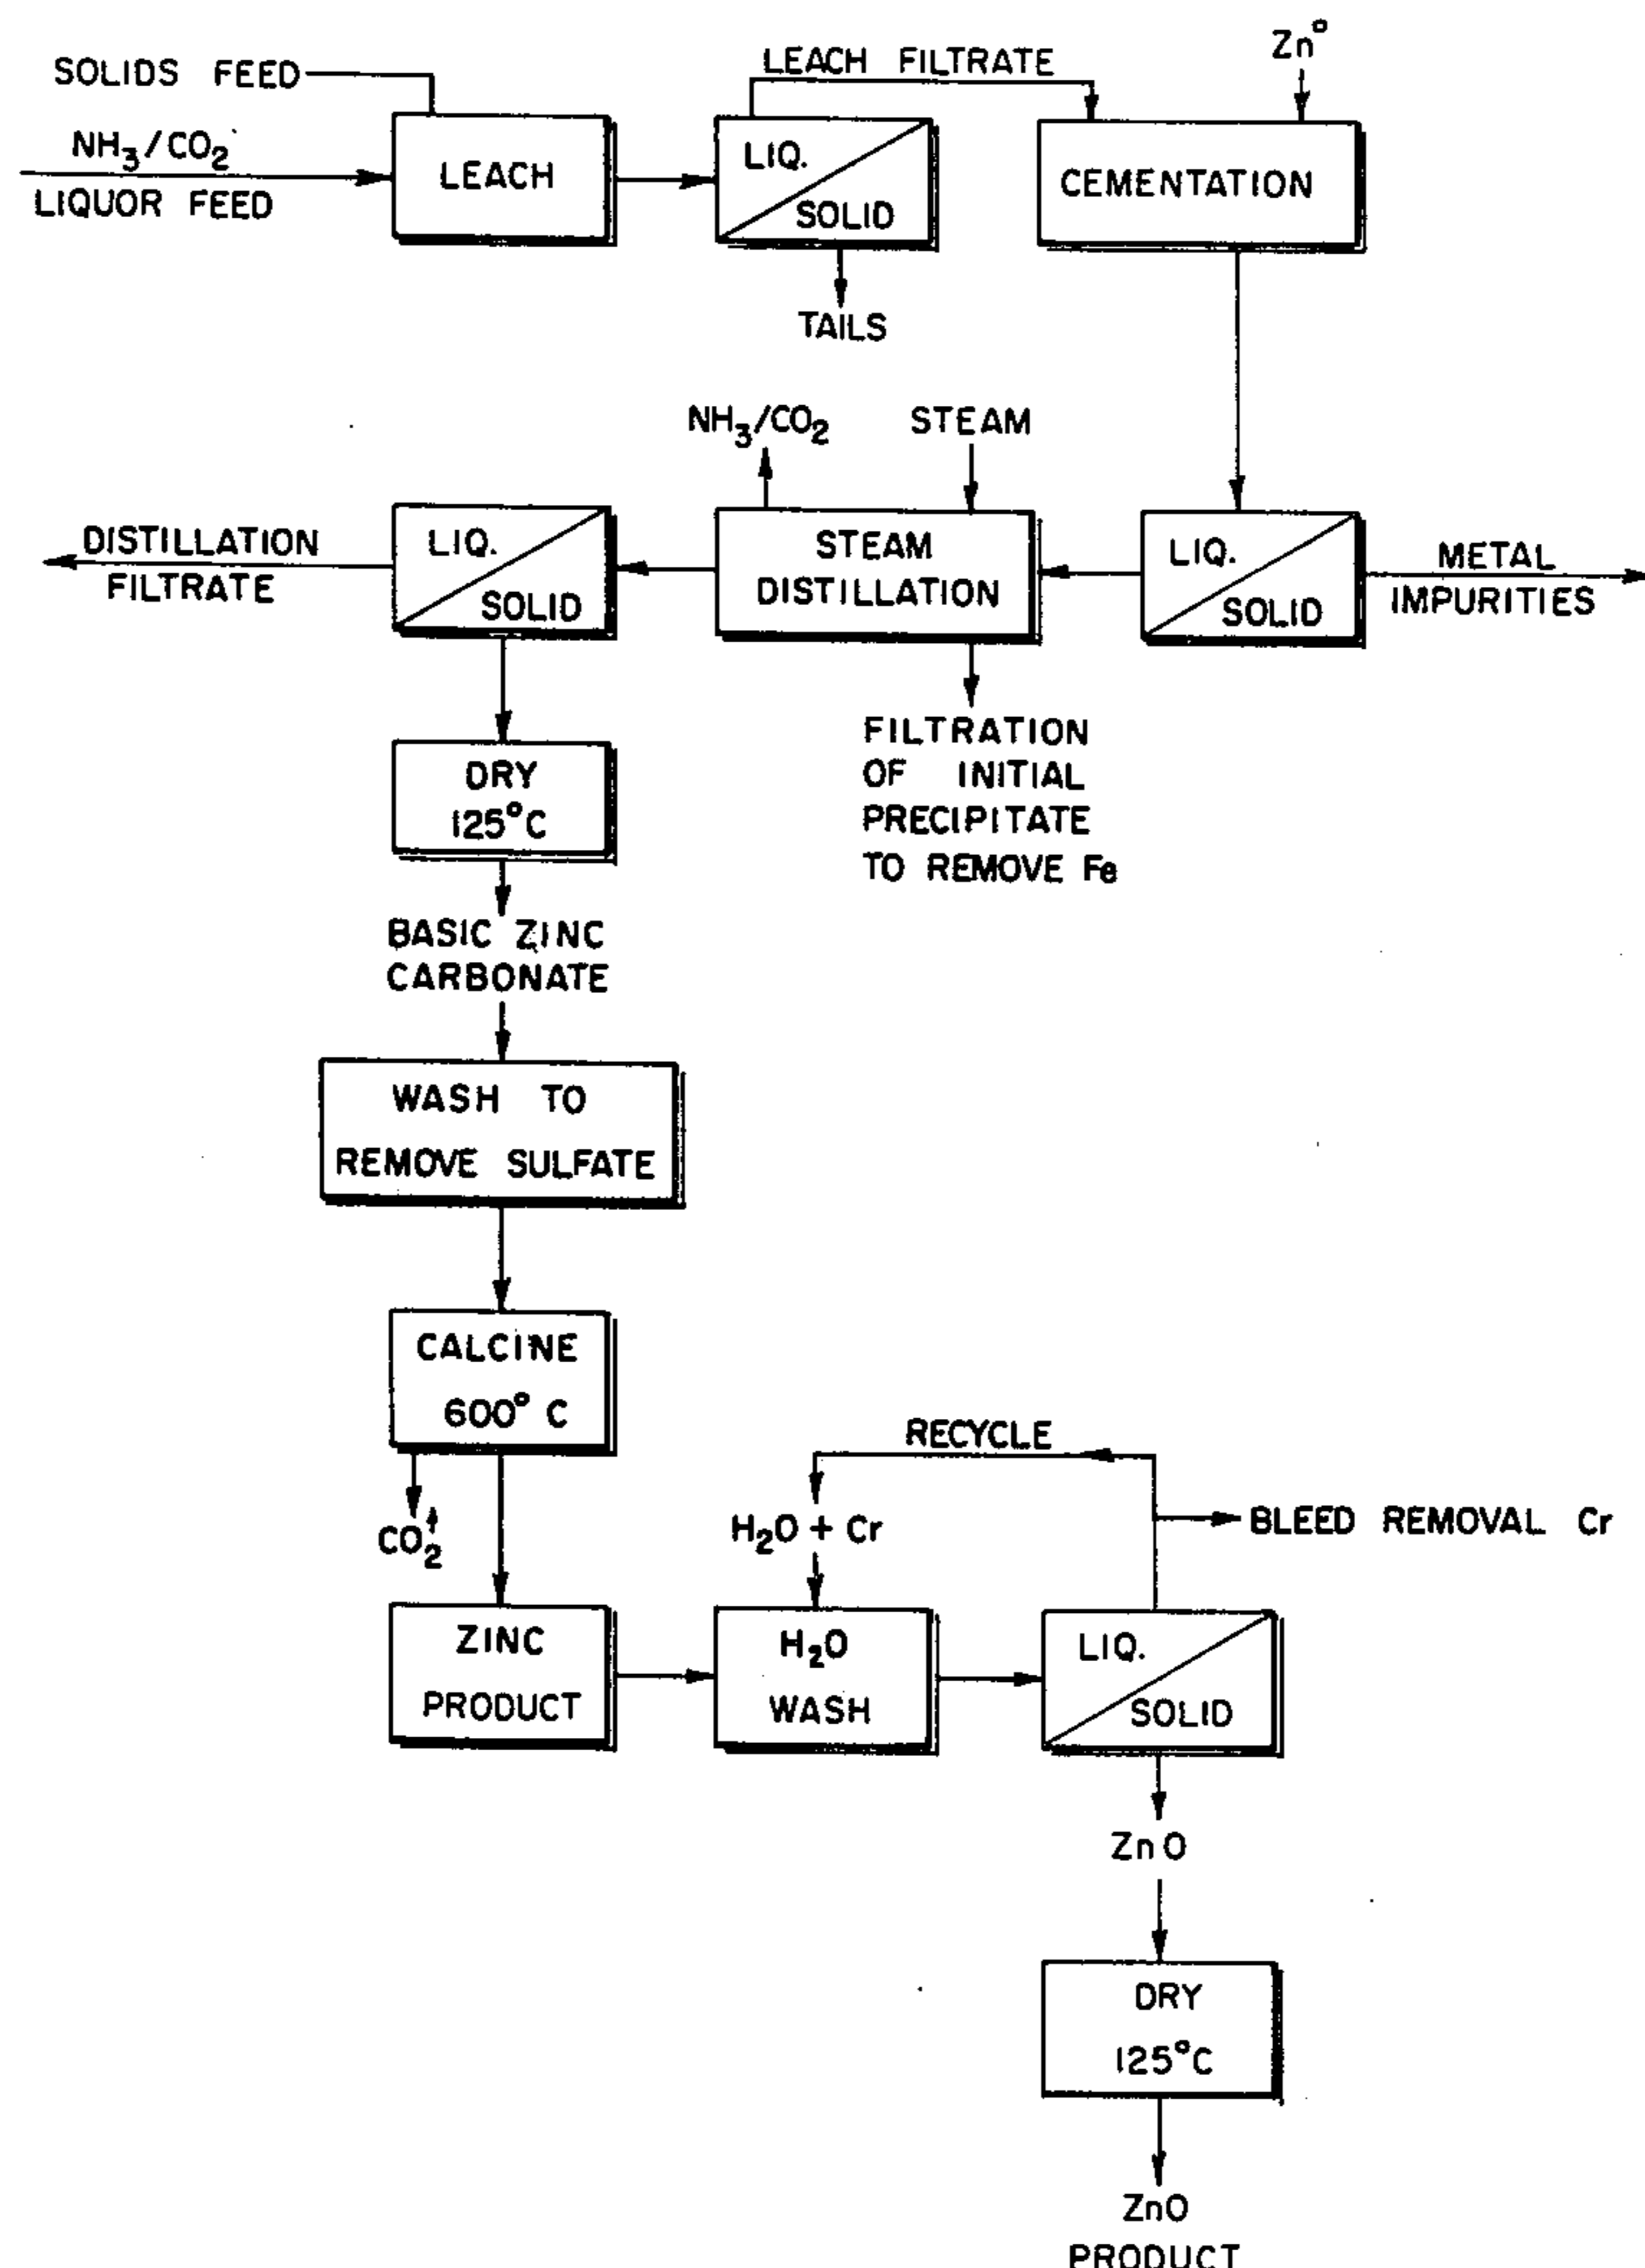 SOLIDS FEED
NH₃/CO₂
LIQUOR FEED
LEACH
LIQ.
SOLID
TAILS
LEACH FILTRATE
Zn°
CEMENTATION
LIQ.
SOLID
METAL
IMPURITIES
STEAM
NH₃/CO₂
STEAM
DISTILLATION
FILTRATION
OF INITIAL
PRECIPITATE
TO REMOVE Fe
LIQ.
SOLID
DISTILLATION
FILTRATE
DRY
125°C
BASIC ZINC
CARBONATE
WASH TO
REMOVE SULFATE
CALCINE
600° C
CO₂↑
ZINC
PRODUCT
RECYCLE
H₂O + Cr
BLEED REMOVAL Cr
H₂O
WASH
LIQ.
SOLID
ZnO
DRY
125°C
ZnO
PRODUCT